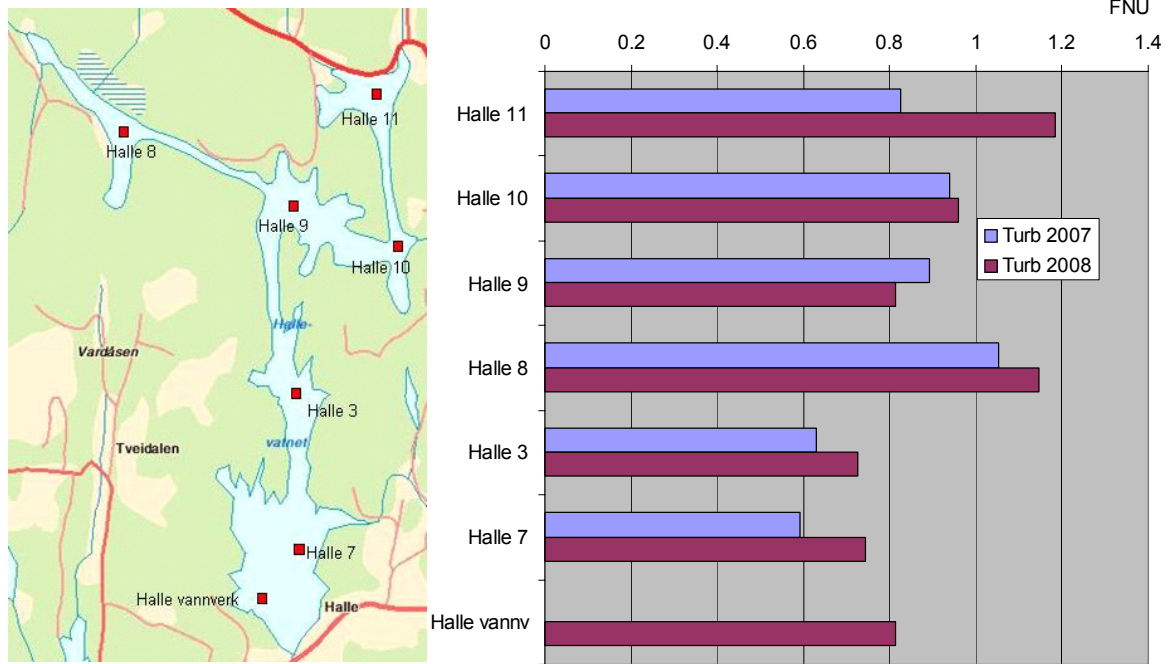 Halle 11
Halle 8
Halle 9
Halle 10
Halle-
Vardåsen
Halle 3
vatnet
Tveidalen
Halle 7
Halle vannverk
Halle
FNU
0 0.2 0.4 0.6 0.8 1 1.2 1.4
Halle 11
Halle 10
Halle 9
Halle 8
Halle 3
Halle 7
Halle vannv
Turb 2007
Turb 2008